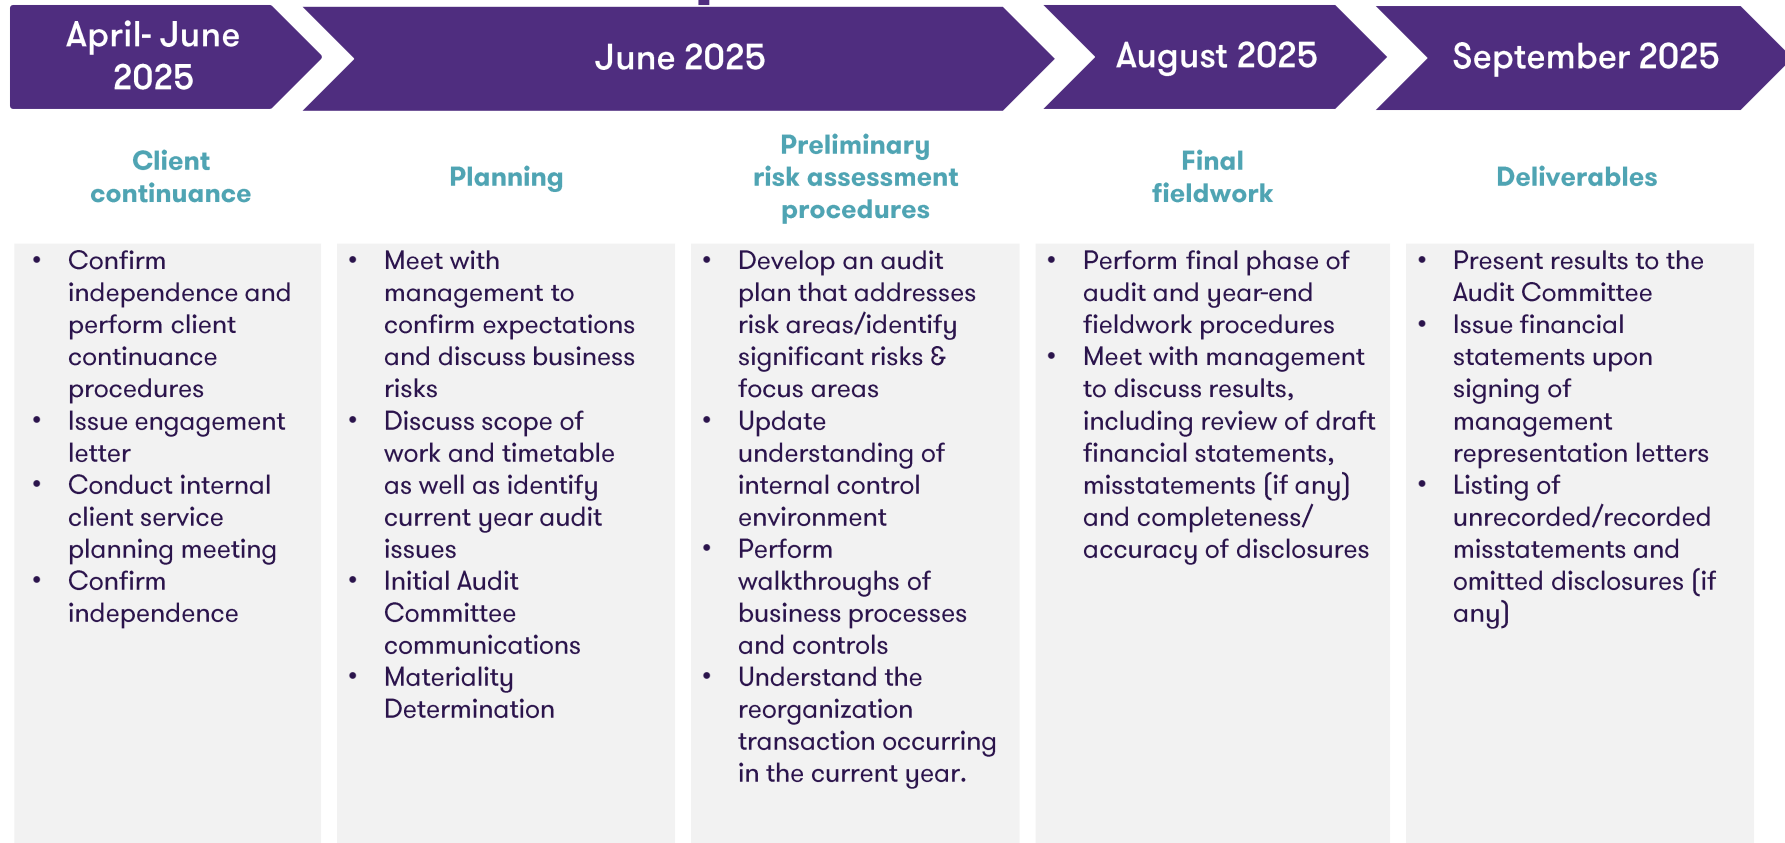 April- June
2025
June 2025
August 2025
September 2025
Client
continuance
Planning
Preliminary
risk assessment
procedures
Final
fieldwork
Deliverables
• Confirm
independence and
perform client
continuance
procedures
• Issue engagement
letter
• Conduct internal
client service
planning meeting
• Confirm
independence
• Meet with
management to
confirm expectations
and discuss business
risks
• Discuss scope of
work and timetable
as well as identify
current year audit
issues
• Initial Audit
Committee
communications
• Materiality
Determination
• Develop an audit
plan that addresses
risk areas/identify
significant risks &
focus areas
• Update
understanding of
internal control
environment
• Perform
walkthroughs of
business processes
and controls
• Understand the
reorganization
transaction occurring
in the current year.
• Perform final phase of
audit and year-end
fieldwork procedures
• Meet with management
to discuss results,
including review of draft
financial statements,
misstatements (if any)
and completeness/
accuracy of disclosures
• Present results to the
Audit Committee
• Issue financial
statements upon
signing of
management
representation letters
• Listing of
unrecorded/recorded
misstatements and
omitted disclosures (if
any)